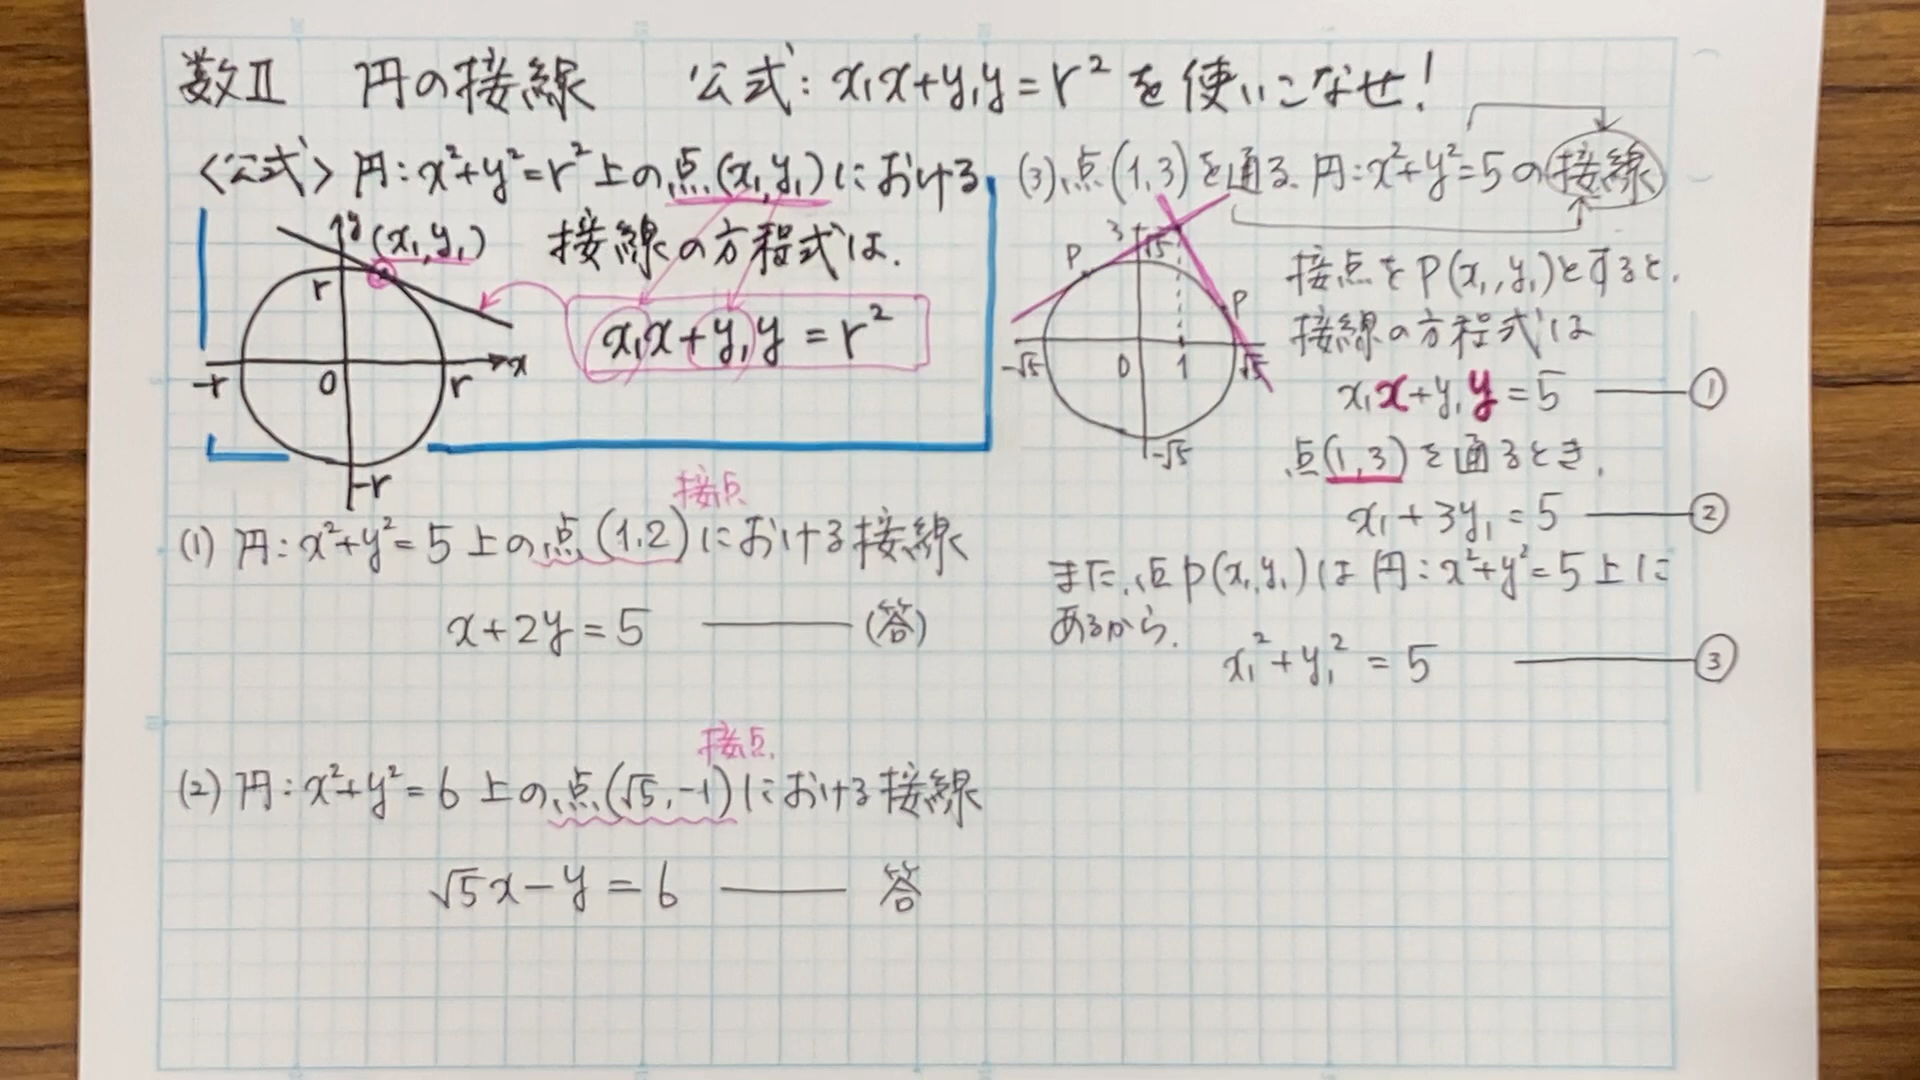 数Ⅱ 円の接線 公式: x₁x+y₁y=r² を使いこなせ!
〈公式〉円:x²+y²=r²上の点(x₁,y₁)における
接線の方程式は、
x₁x+y₁y=r²
y
(x₁,y₁)
r
-r
0
r
x
-r
接点
(1) 円:x²+y²=5上の点(1,2)における接線
x+2y=5 ——— (答)
接点
(2) 円:x²+y²=6上の点(√5,-1)における接線
√5x-y=6 ——— 答
(3) 点(1,3)を通る円:x²+y²=5の接線
3
√5
P
P
-√5
0
1
√5
-√5
接点をP(x₁,y₁)とすると、
接線の方程式は
x₁x+y₁y=5 ——— ①
点(1,3)を通るとき、
x₁+3y₁=5 ——— ②
また、点P(x₁,y₁)は円:x²+y²=5上に
あるから、
x₁²+y₁²=5 ——— ③